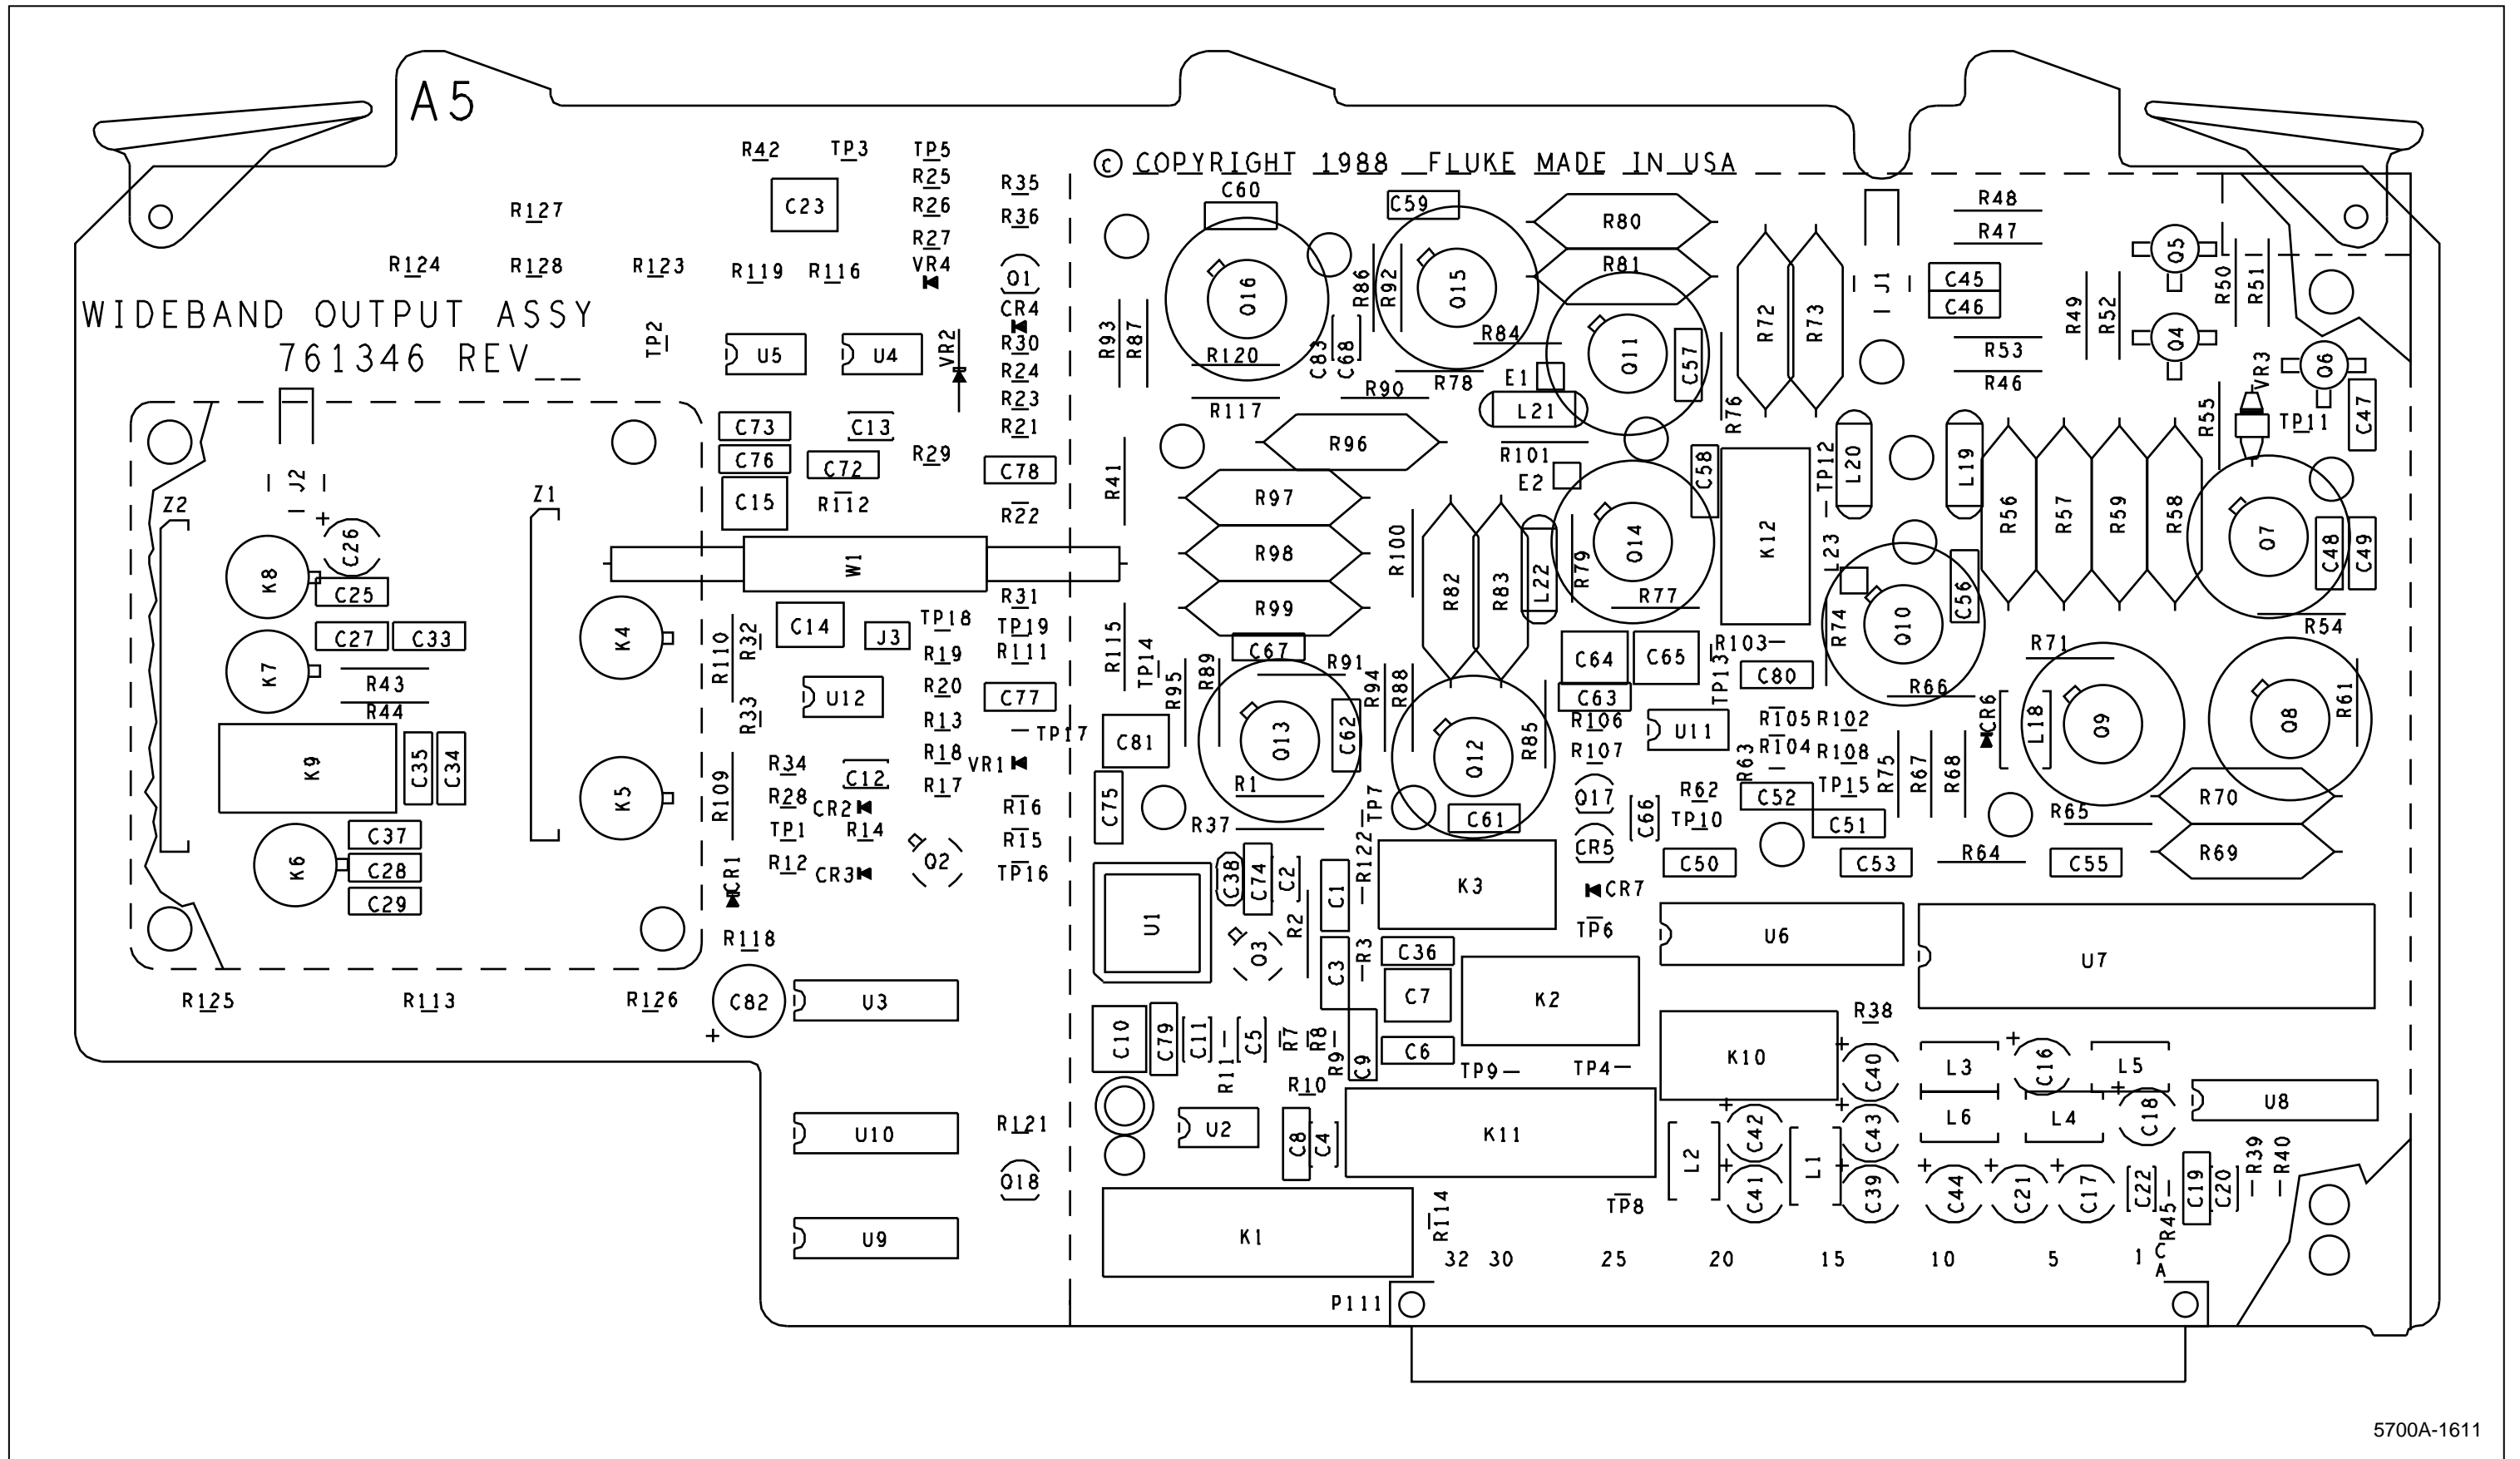 A5
R42 TP3 TP5
© COPYRIGHT 1988 FLUKE MADE IN USA
R25 R35 C60 C59 R48
R127 C23 R26 R36 R80 R47
R27 Q5
R124 R128 R123 R119 R116 VR4 Q1 Q16 R86 R92 Q15 R81 J1 C45 R50 R51
WIDEBAND OUTPUT ASSY
CR4 C46 R49 R52
761346 REV__
TP2 U5 U4 VR2 R30 R93 R87 R120 C83 C68 R84 Q11 C57 R72 R73 R53 Q4 Q6 VR3
R24 R117 R90 R78 E1 R46
R23 L21 R76 R55 TP11 C47
C73 C13 R21 R96 R101
C76 C72 R29 C78 R41 E2 C58 TP12 L20 L19
J2 Z1 Z2 C15 R112 R22 R97 R56 R57 R59 R58
C26 W1 R98 R100 R82 R83 L22 R79 Q14 K12 L23 Q7 C48 C49
K8 C25 R31 R99 R77 C56
C27 C33 K4 R110 R32 C14 J3 TP18 TP19 R115 TP14 C67 R103 R74 Q10 R54
K7 R43 R19 R111 R95 R89 R91 R94 R88 C64 C65 TP13 C80 R71
R44 U12 R20 C77 C63 R66 CR6 L18 R61
K9 C35 C34 R33 R13 TP17 C81 Q13 C62 Q12 R85 R106 U11 R105 R102 Q9 Q8
R18 R107 R104 R108
R34 C12 VR1 R63 R75 R67 R68
K5 R109 R28 CR2 R17 R16 C75 R1 TP7 Q17 R62 C52 TP15 R70
C37 TP1 R14 R15 R37 C61 C66 TP10 C51 R65
K6 C28 CR1 R12 CR3 Q2 TP16 C38 C74 C2 C1 R122 K3 CR5 C50 C53 R64 C55 R69
C29 CR7
R118 U1 Q3 R2 TP6 U6 U7
C3 R3 C36
R125 R113 R126 C82 U3 C7 K2 R38
C10 C79 C11 C5 R7 R8 R9 C9 C6 K10 C40 L3 C16 L5
R11 R10 TP9 TP4 U8
R121 U10 U2 C8 C4 K11 L2 C42 L1 C43 L6 L4 C18
Q18 TP8 C41 C39 C44 C21 C17 C22 R45 C19 C20 R39 R40
U9 K1 R114
32 30 25 20 15 10 5 1 C
A
P111
5700A-1611